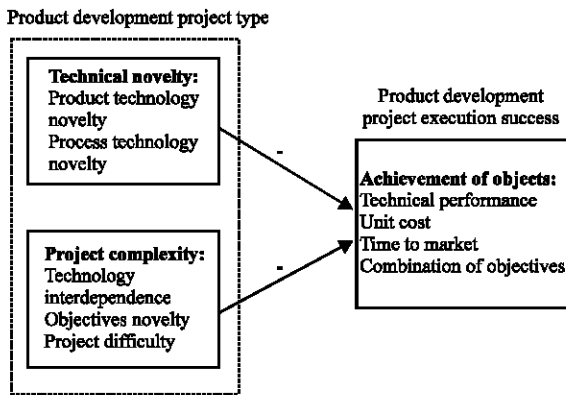 Product development project type
Technical novelty:
Product technology
novelty
Process technology
novelty
Project complexity:
Technology
interdependence
Objectives novelty
Project difficulty
-
-
Product development
project execution success
Achievement of objects:
Technical performance
Unit cost
Time to market
Combination of objectives